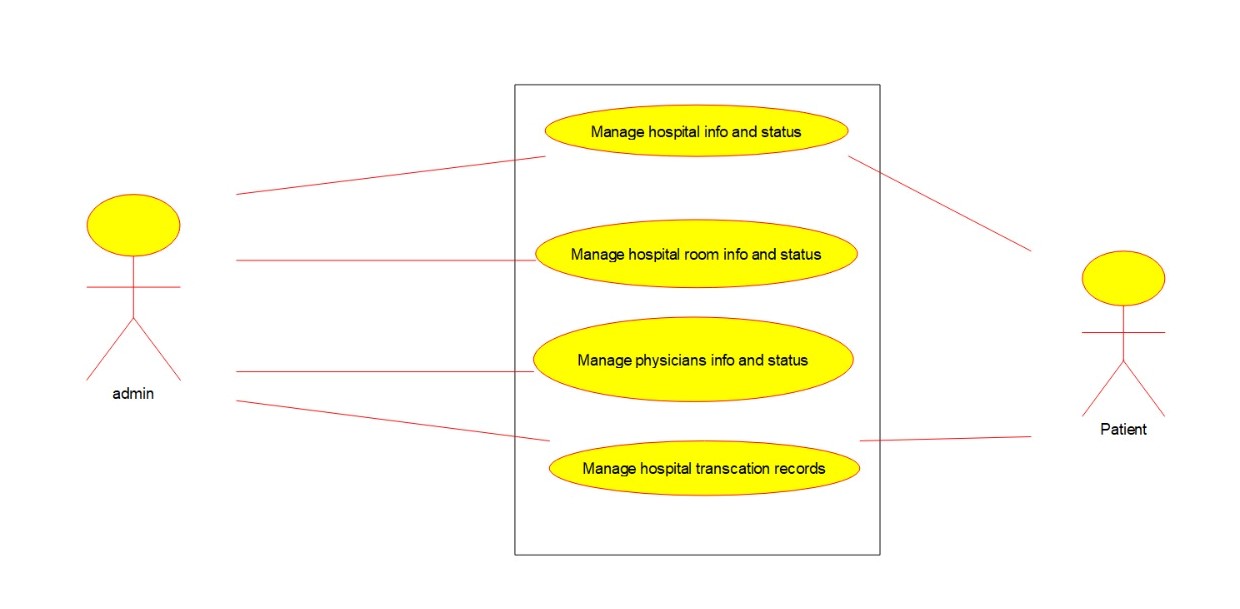 Manage hospital info and status
Manage hospital room info and status
Manage physicians info and status
admin
Patient
Manage hospital transcation records